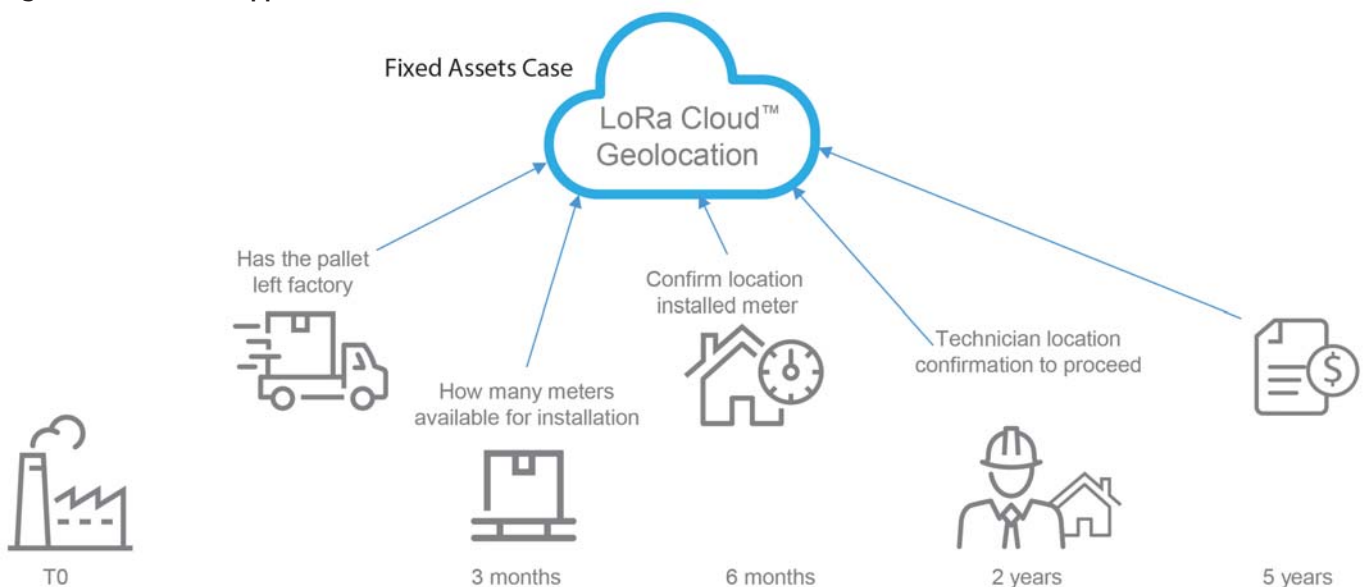 Fixed Assets Case
LoRa Cloud™
Geolocation
Has the pallet
left factory
How many meters
available for installation
Confirm location
installed meter
Technician location
confirmation to proceed
$
T0
3 months
6 months
2 years
5 years